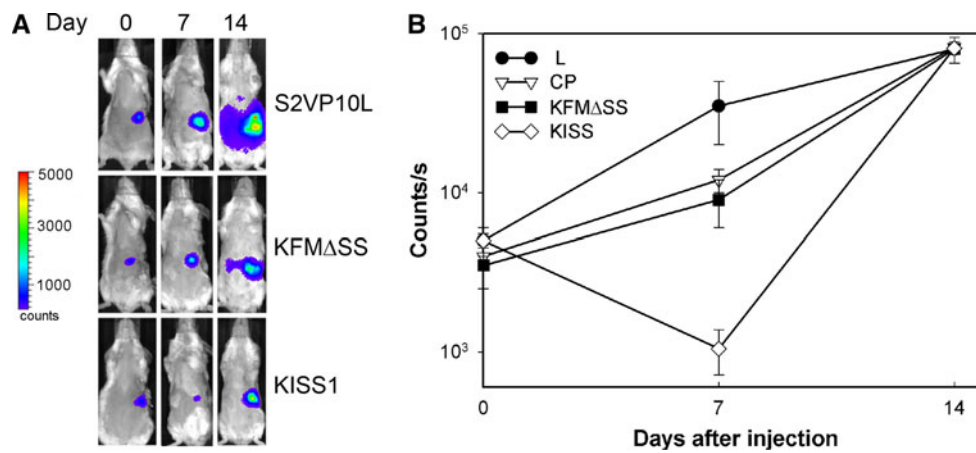 A
Day 0 7 14
S2VP10L
5000
3000
1000
counts
KFMΔSS
KISS1
B
10⁵
10⁴
10³
Counts/s
L
CP
KFMΔSS
KISS
0 7 14
Days after injection